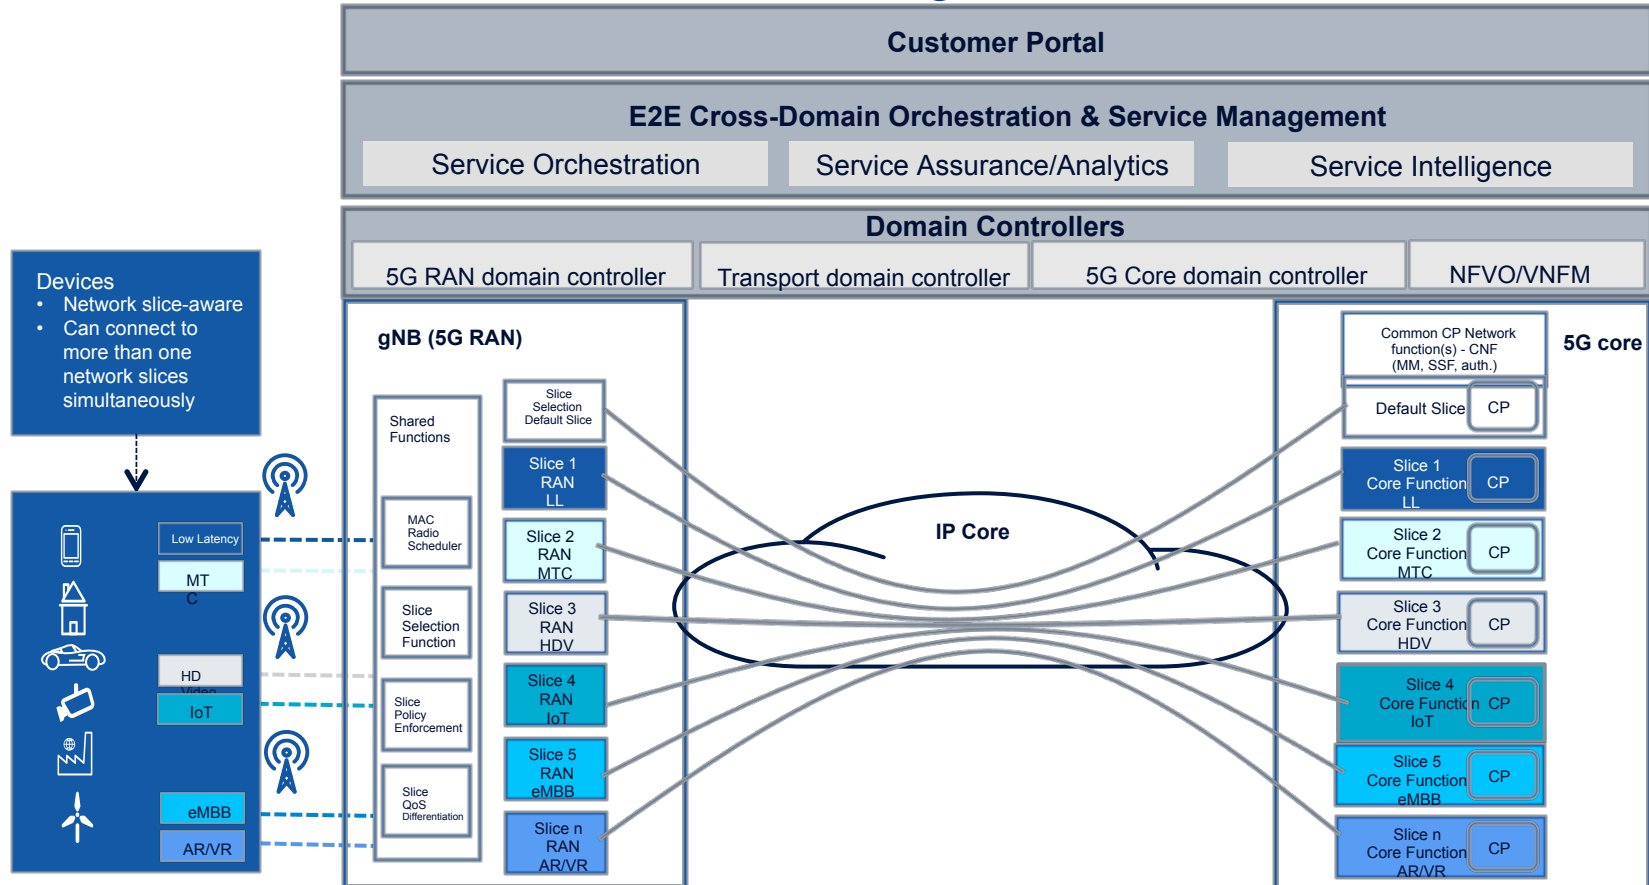 Customer Portal
E2E Cross-Domain Orchestration & Service Management
Service Orchestration
Service Assurance/Analytics
Service Intelligence
Domain Controllers
5G RAN domain controller
Transport domain controller
5G Core domain controller
NFVO/VNFM
Devices
• Network slice-aware
• Can connect to
more than one
network slices
simultaneously
Low Latency
MT
C
HD
Video
IoT
eMBB
AR/VR
gNB (5G RAN)
Shared
Functions
MAC
Radio
Scheduler
Slice
Selection
Function
Slice
Policy
Enforcement
Slice
QoS
Differentiation
Slice
Selection
Default Slice
Slice 1
RAN
LL
Slice 2
RAN
MTC
Slice 3
RAN
HDV
Slice 4
RAN
IoT
Slice 5
RAN
eMBB
Slice n
RAN
AR/VR
IP Core
5G core
Common CP Network
function(s) - CNF
(MM, SSF, auth.)
Default Slice
CP
Slice 1
Core Function
LL
CP
Slice 2
Core Function
MTC
CP
Slice 3
Core Function
HDV
CP
Slice 4
Core Function
IoT
CP
Slice 5
Core Function
eMBB
CP
Slice n
Core Function
AR/VR
CP